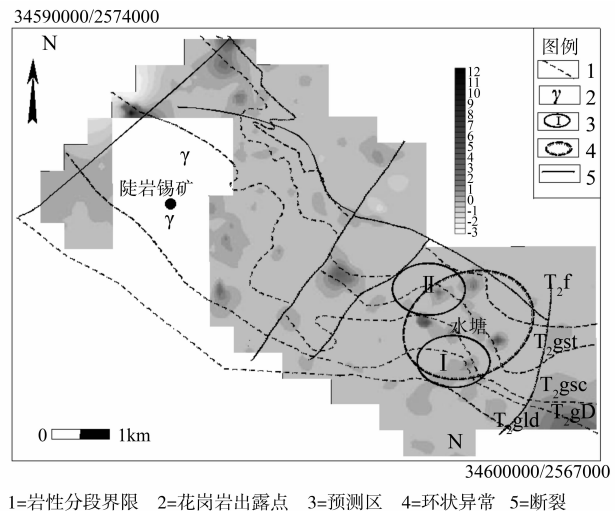 34590000/2574000
N
图例
1
γ 2
I 3
4
5
12
11
10
9
8
7
6
5
4
3
2
1
0
-1
-2
-3
γ
陡岩锡矿
γ
II
T₂f
水塘
T₂gst
I
T₂gsc
T₂gD
T₂gld
0 1km
N
34600000/2567000
1=岩性分段界限 2=花岗岩出露点 3=预测区 4=环状异常 5=断裂